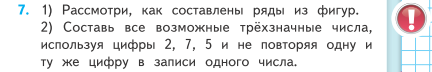 7. 1) Рассмотри, как составлены ряды из фигур.
2) Составь все возможные трёхзначные числа,
используя цифры 2, 7, 5 и не повторяя одну и
ту же цифру в записи одного числа.
!